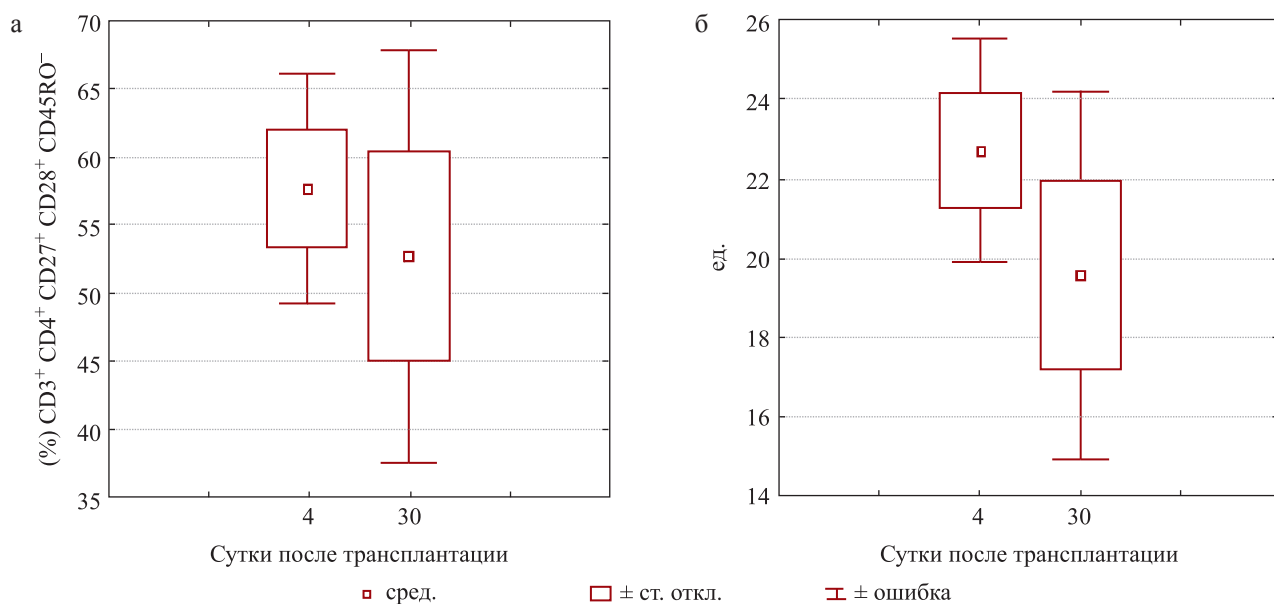 а
(%) CD3⁺ CD4⁺ CD27⁺ CD28⁺ CD45RO⁻
70
65
60
55
50
45
40
35
4 30
Сутки после трансплантации
б
ед.
26
24
22
20
18
16
14
4 30
Сутки после трансплантации
сред. ± ст. откл. ± ошибка